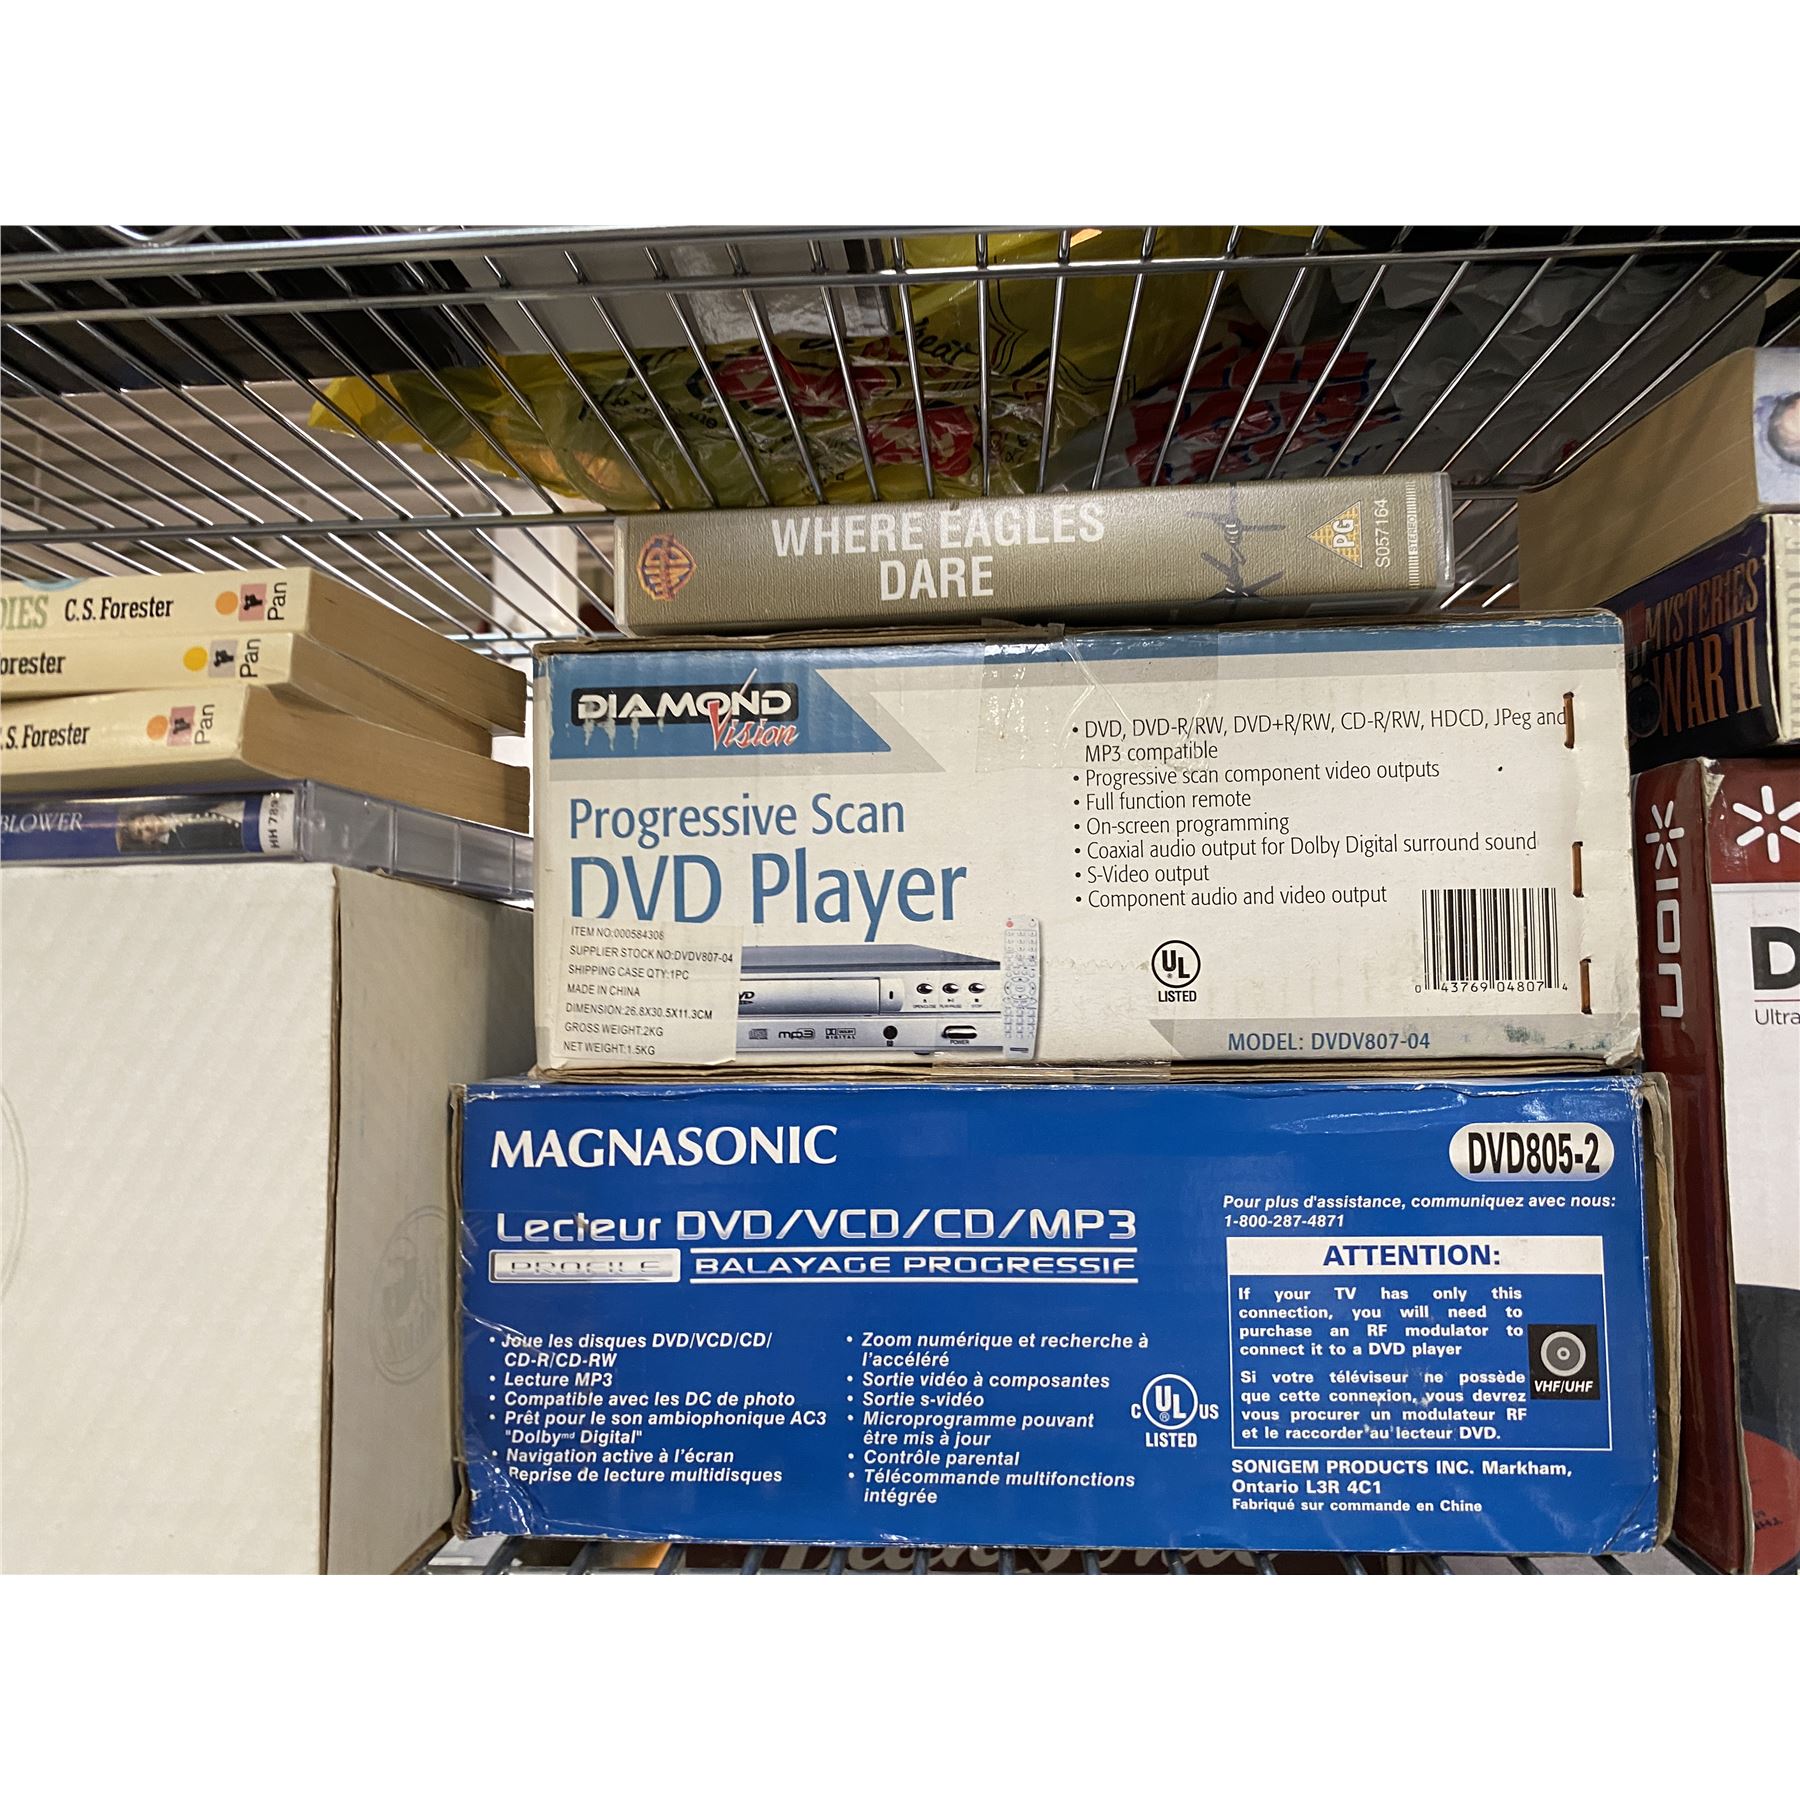 WHERE EAGLES
DARE
PG
S057164
STEREO
C.S. Forester
Pan
Pan
.S. Forester
Pan
BLOWER
MYSTERIES
WAR II
DIAMOND
Vision
Progressive Scan
DVD Player
• DVD, DVD-R/RW, DVD+R/RW, CD-R/RW, HDCD, JPeg and
MP3 compatible
• Progressive scan component video outputs
• Full function remote
• On-screen programming
• Coaxial audio output for Dolby Digital surround sound
• S-Video output
• Component audio and video output
ITEM NO:000584308
SUPPLIER STOCK NO:DVDV807-04
SHIPPING CASE QTY:1PC
MADE IN CHINA
DIMENSION:26.8X30.5X11.3CM
GROSS WEIGHT:2KG
NET WEIGHT:1.5KG
mp3
POWER
UL
LISTED
0 43769 04807 4
MODEL: DVDV807-04
ION
Ultra
MAGNASONIC
DVD805-2
Lecteur DVD/VCD/CD/MP3
PROFILE BALAYAGE PROGRESSIF
• Joue les disques DVD/VCD/CD/
CD-R/CD-RW
• Lecture MP3
• Compatible avec les DC de photo
• Prêt pour le son ambiophonique AC3
"Dolbymd Digital"
• Navigation active à l'écran
• Reprise de lecture multidisques
• Zoom numérique et recherche à
l'accéléré
• Sortie vidéo à composantes
• Sortie s-vidéo
• Microprogramme pouvant
être mis à jour
• Contrôle parental
• Télécommande multifonctions
intégrée
C UL US
LISTED
Pour plus d'assistance, communiquez avec nous:
1-800-287-4871
ATTENTION:
If your TV has only this
connection, you will need to
purchase an RF modulator to
connect it to a DVD player
Si votre téléviseur ne possède
que cette connexion, vous devrez
vous procurer un modulateur RF
et le raccorder au lecteur DVD.
VHF/UHF
SONIGEM PRODUCTS INC. Markham,
Ontario L3R 4C1
Fabriqué sur commande en Chine